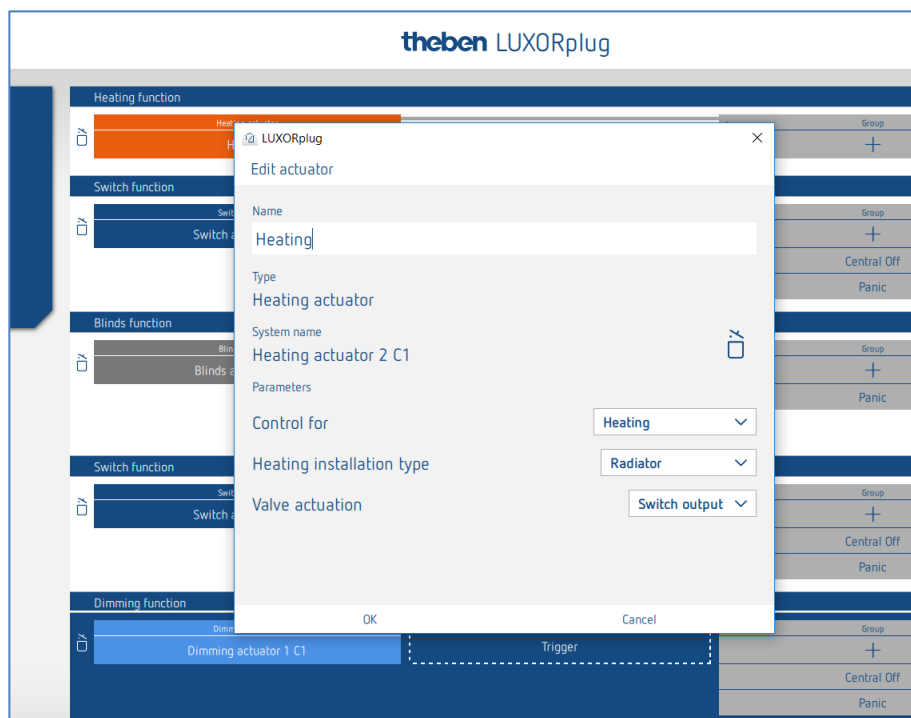 theben LUXORplug
Heating function
Group
LUXORplug
Edit actuator
Switch function
Name
Group
Heating
Switch
Central Off
Type
Panic
Heating actuator
System name
Blinds function
Heating actuator 2 C1
Group
Blinds
Parameters
Panic
Control for
Heating
Heating installation type
Radiator
Switch function
Valve actuation
Switch output
Group
Switch
Central Off
Panic
Dimming function
OK
Cancel
Group
Dimming actuator 1 C1
Trigger
Central Off
Panic